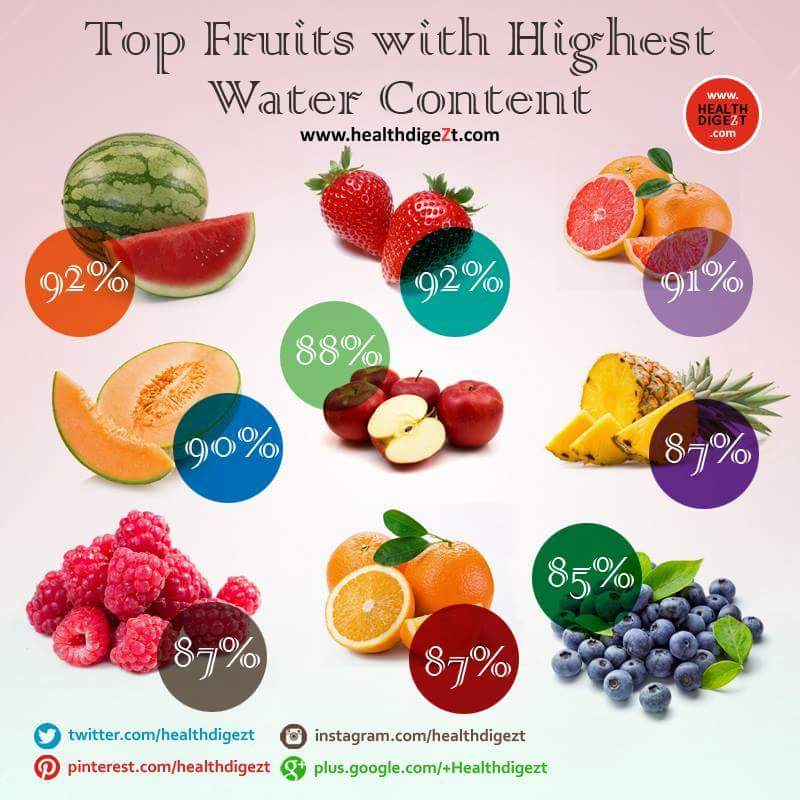 Top Fruits with Highest
Water Content
www.healthdigeZt.com
www.
HEALTH
DIGEZT
.com
92%
92%
91%
88%
90%
87%
87%
87%
85%
twitter.com/healthdigezt
instagram.com/healthdigezt
pinterest.com/healthdigezt
plus.google.com/+Healthdigezt